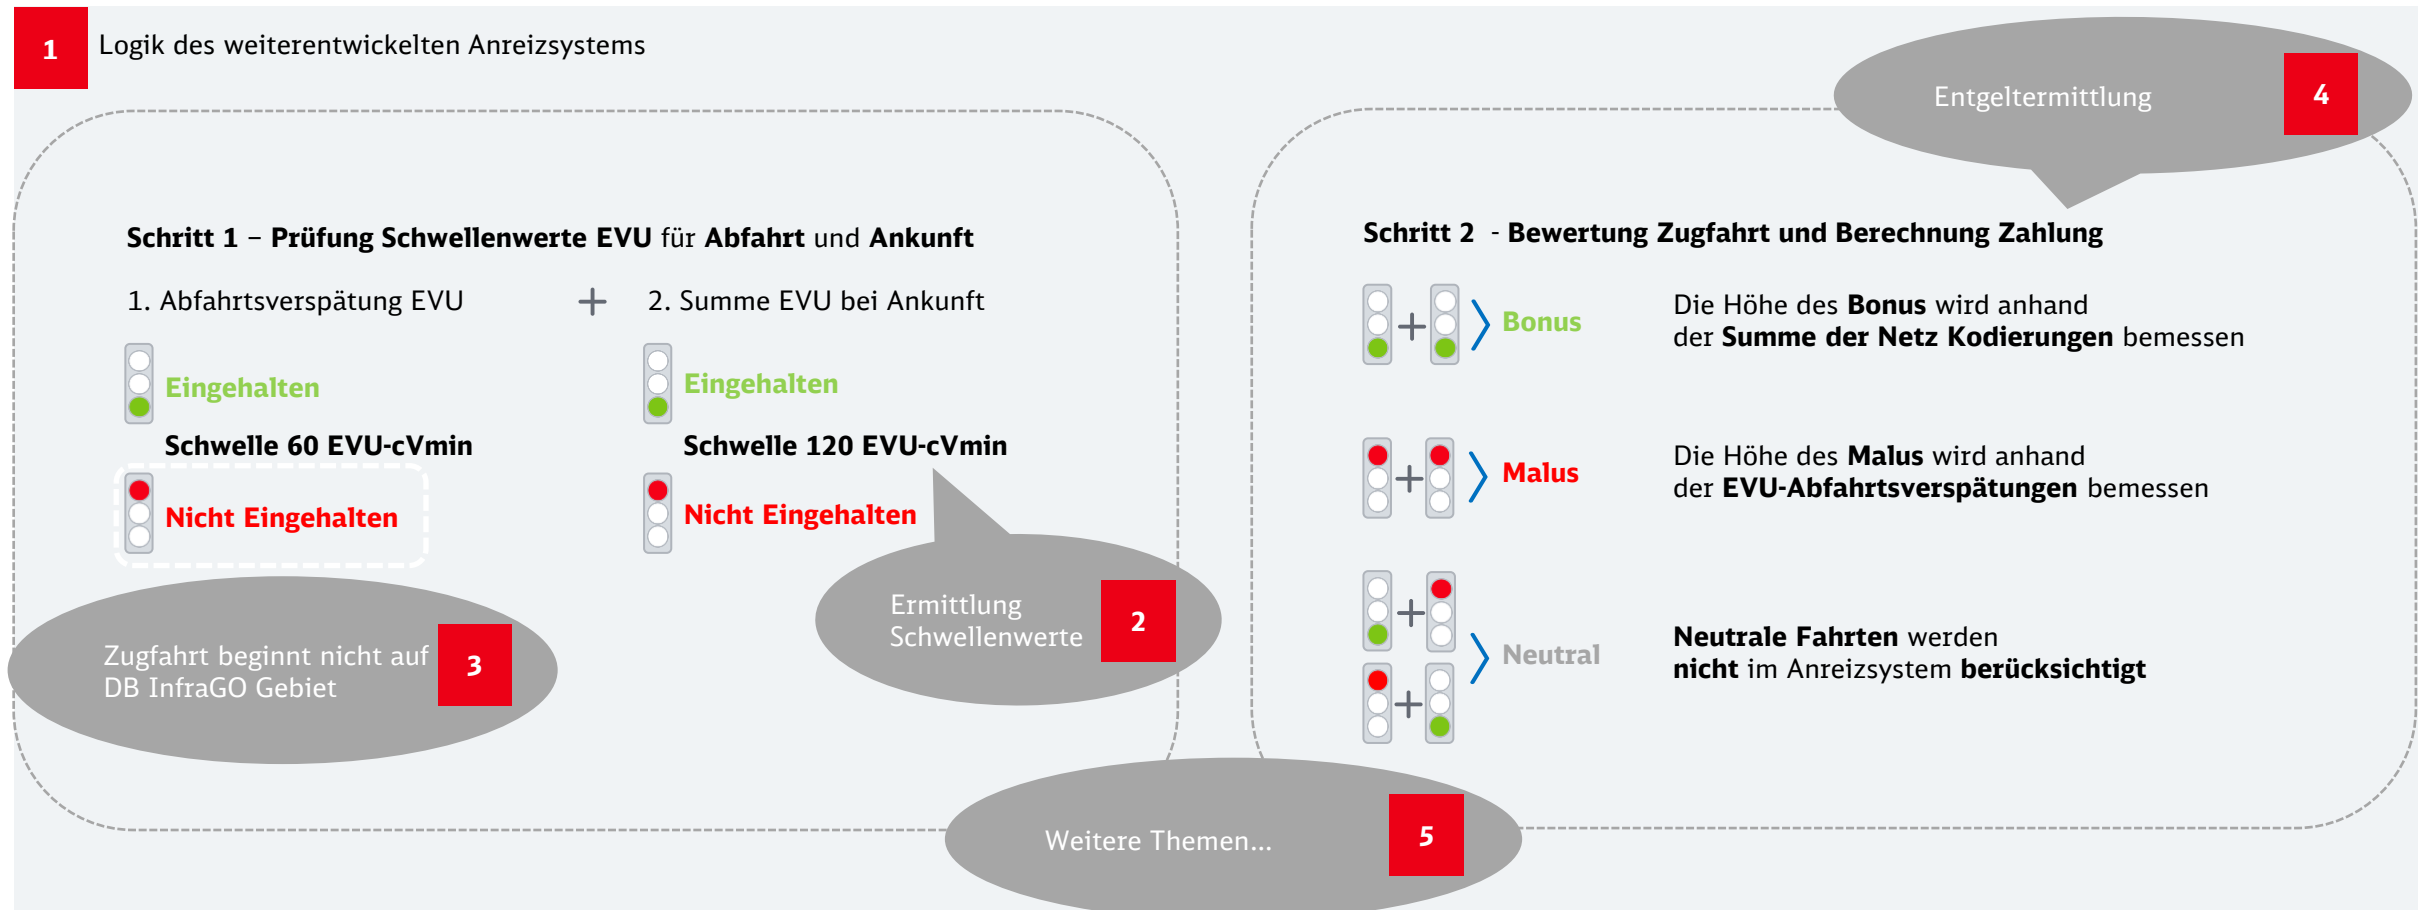 1
Logik des weiterentwickelten Anreizsystems
Entgeltermittlung
4
Schritt 1 – Prüfung Schwellenwerte EVU für Abfahrt und Ankunft
1. Abfahrtsverspätung EVU
+
2. Summe EVU bei Ankunft
Eingehalten
Eingehalten
Schwelle 60 EVU-cVmin
Schwelle 120 EVU-cVmin
Nicht Eingehalten
Nicht Eingehalten
Ermittlung
Schwellenwerte
2
Zugfahrt beginnt nicht auf
DB InfraGO Gebiet
3
Schritt 2 - Bewertung Zugfahrt und Berechnung Zahlung
+
Bonus
Die Höhe des Bonus wird anhand
der Summe der Netz Kodierungen bemessen
+
Malus
Die Höhe des Malus wird anhand
der EVU-Abfahrtsverspätungen bemessen
+
Neutral
Neutrale Fahrten werden
nicht im Anreizsystem berücksichtigt
+
Weitere Themen...
5